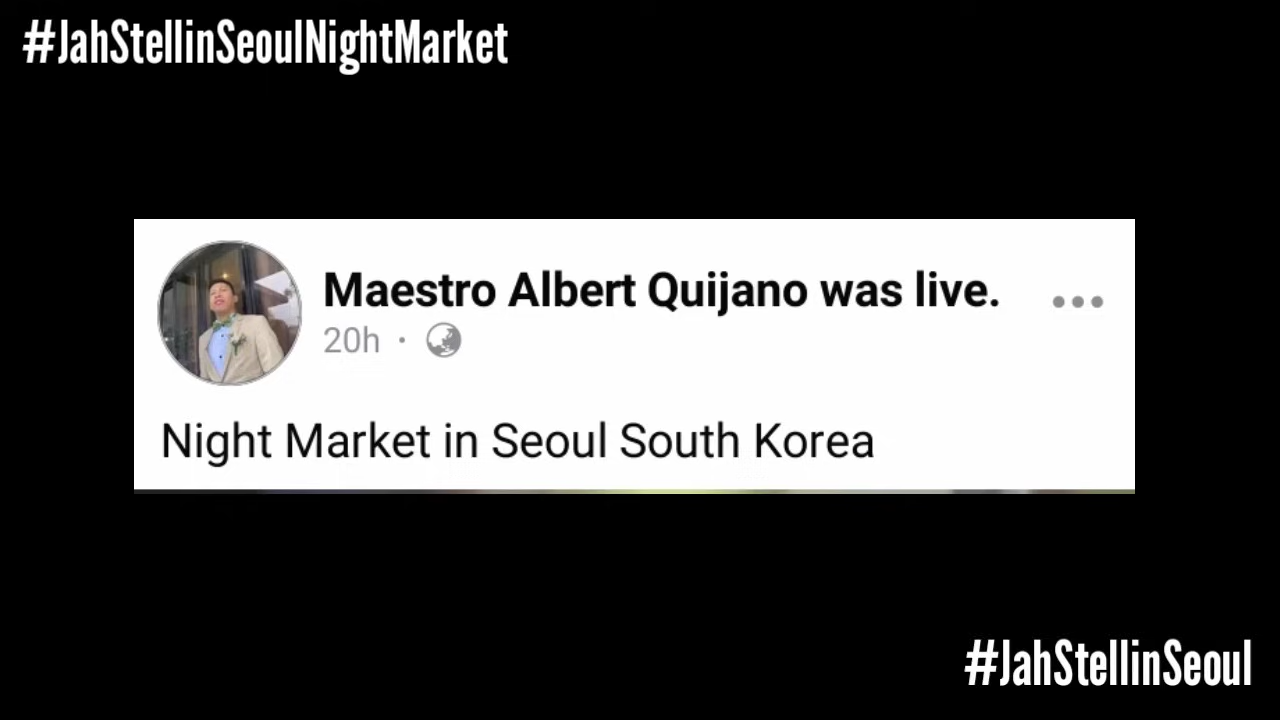 #JahStellinSeoulNightMarket
Maestro Albert Quijano was live.
20h ·
Night Market in Seoul South Korea
#JahStellinSeoul